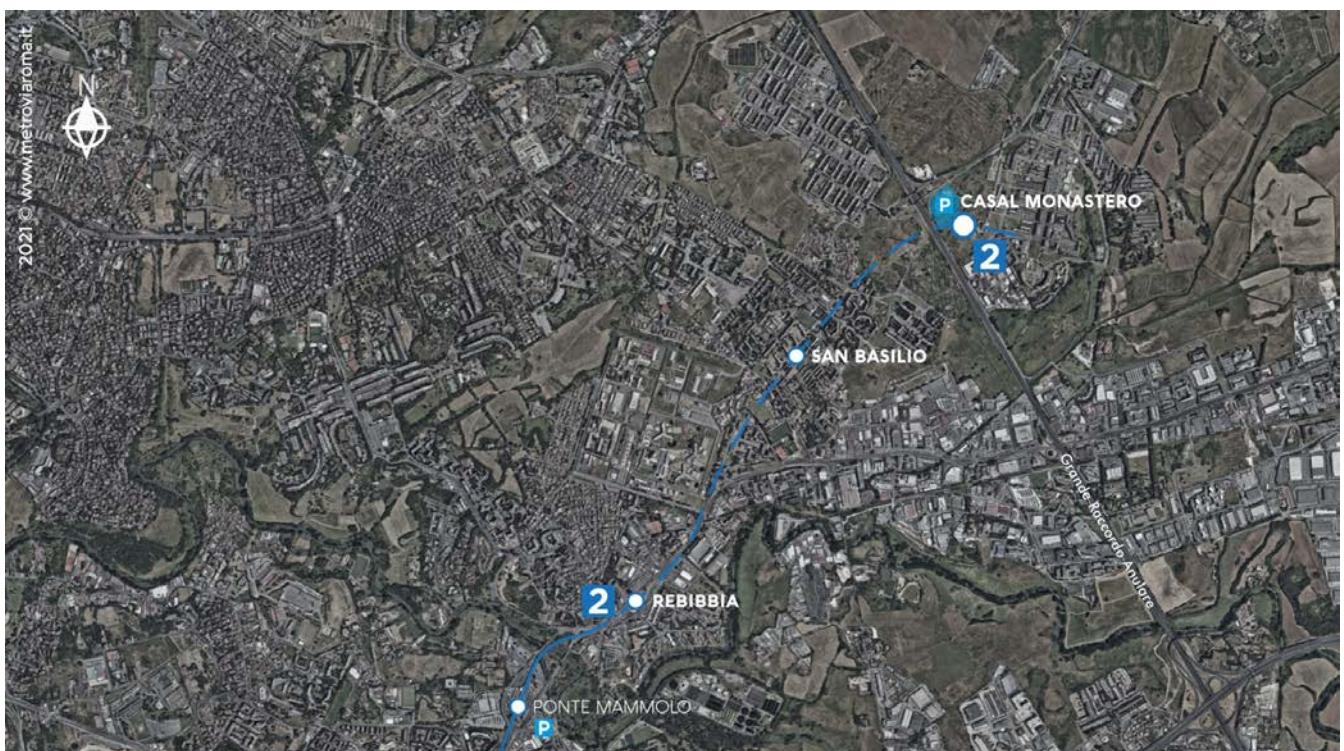 2021 © www.metroviaroma.it
N
P CASAL MONASTERO
2
SAN BASILIO
Grande Raccordo Anulare
2 REBIBBIA
PONTE MAMMOLO
P